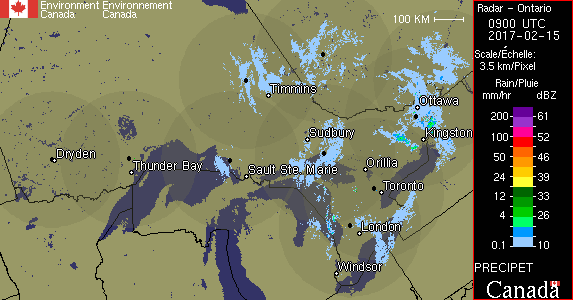 Environment Environnement
Canada Canada
100 KM
Timmins
Ottawa
Sudbury
Kingston
Dryden
Thunder Bay
Sault Ste. Marie
Orillia
Toronto
London
Windsor
Radar - Ontario
0900 UTC
2017-02-15
Scale/Échelle:
3.5 km/Pixel
Rain/Pluie
mm/hr dBZ
200 61
100 52
50 46
24 39
12 33
4 26
2 20
0.1 10
PRECIPET
Canada